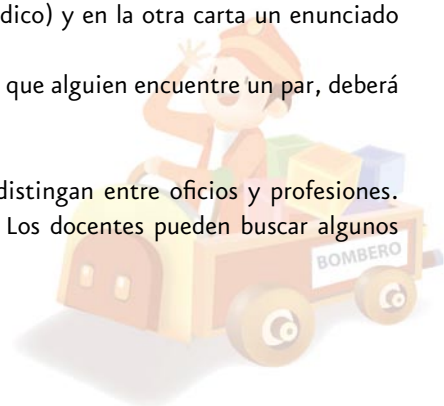 dico) y en la otra carta un enunciado
que alguien encuentre un par, deberá
distingan entre oficios y profesiones.
Los docentes pueden buscar algunos
BOMBERO